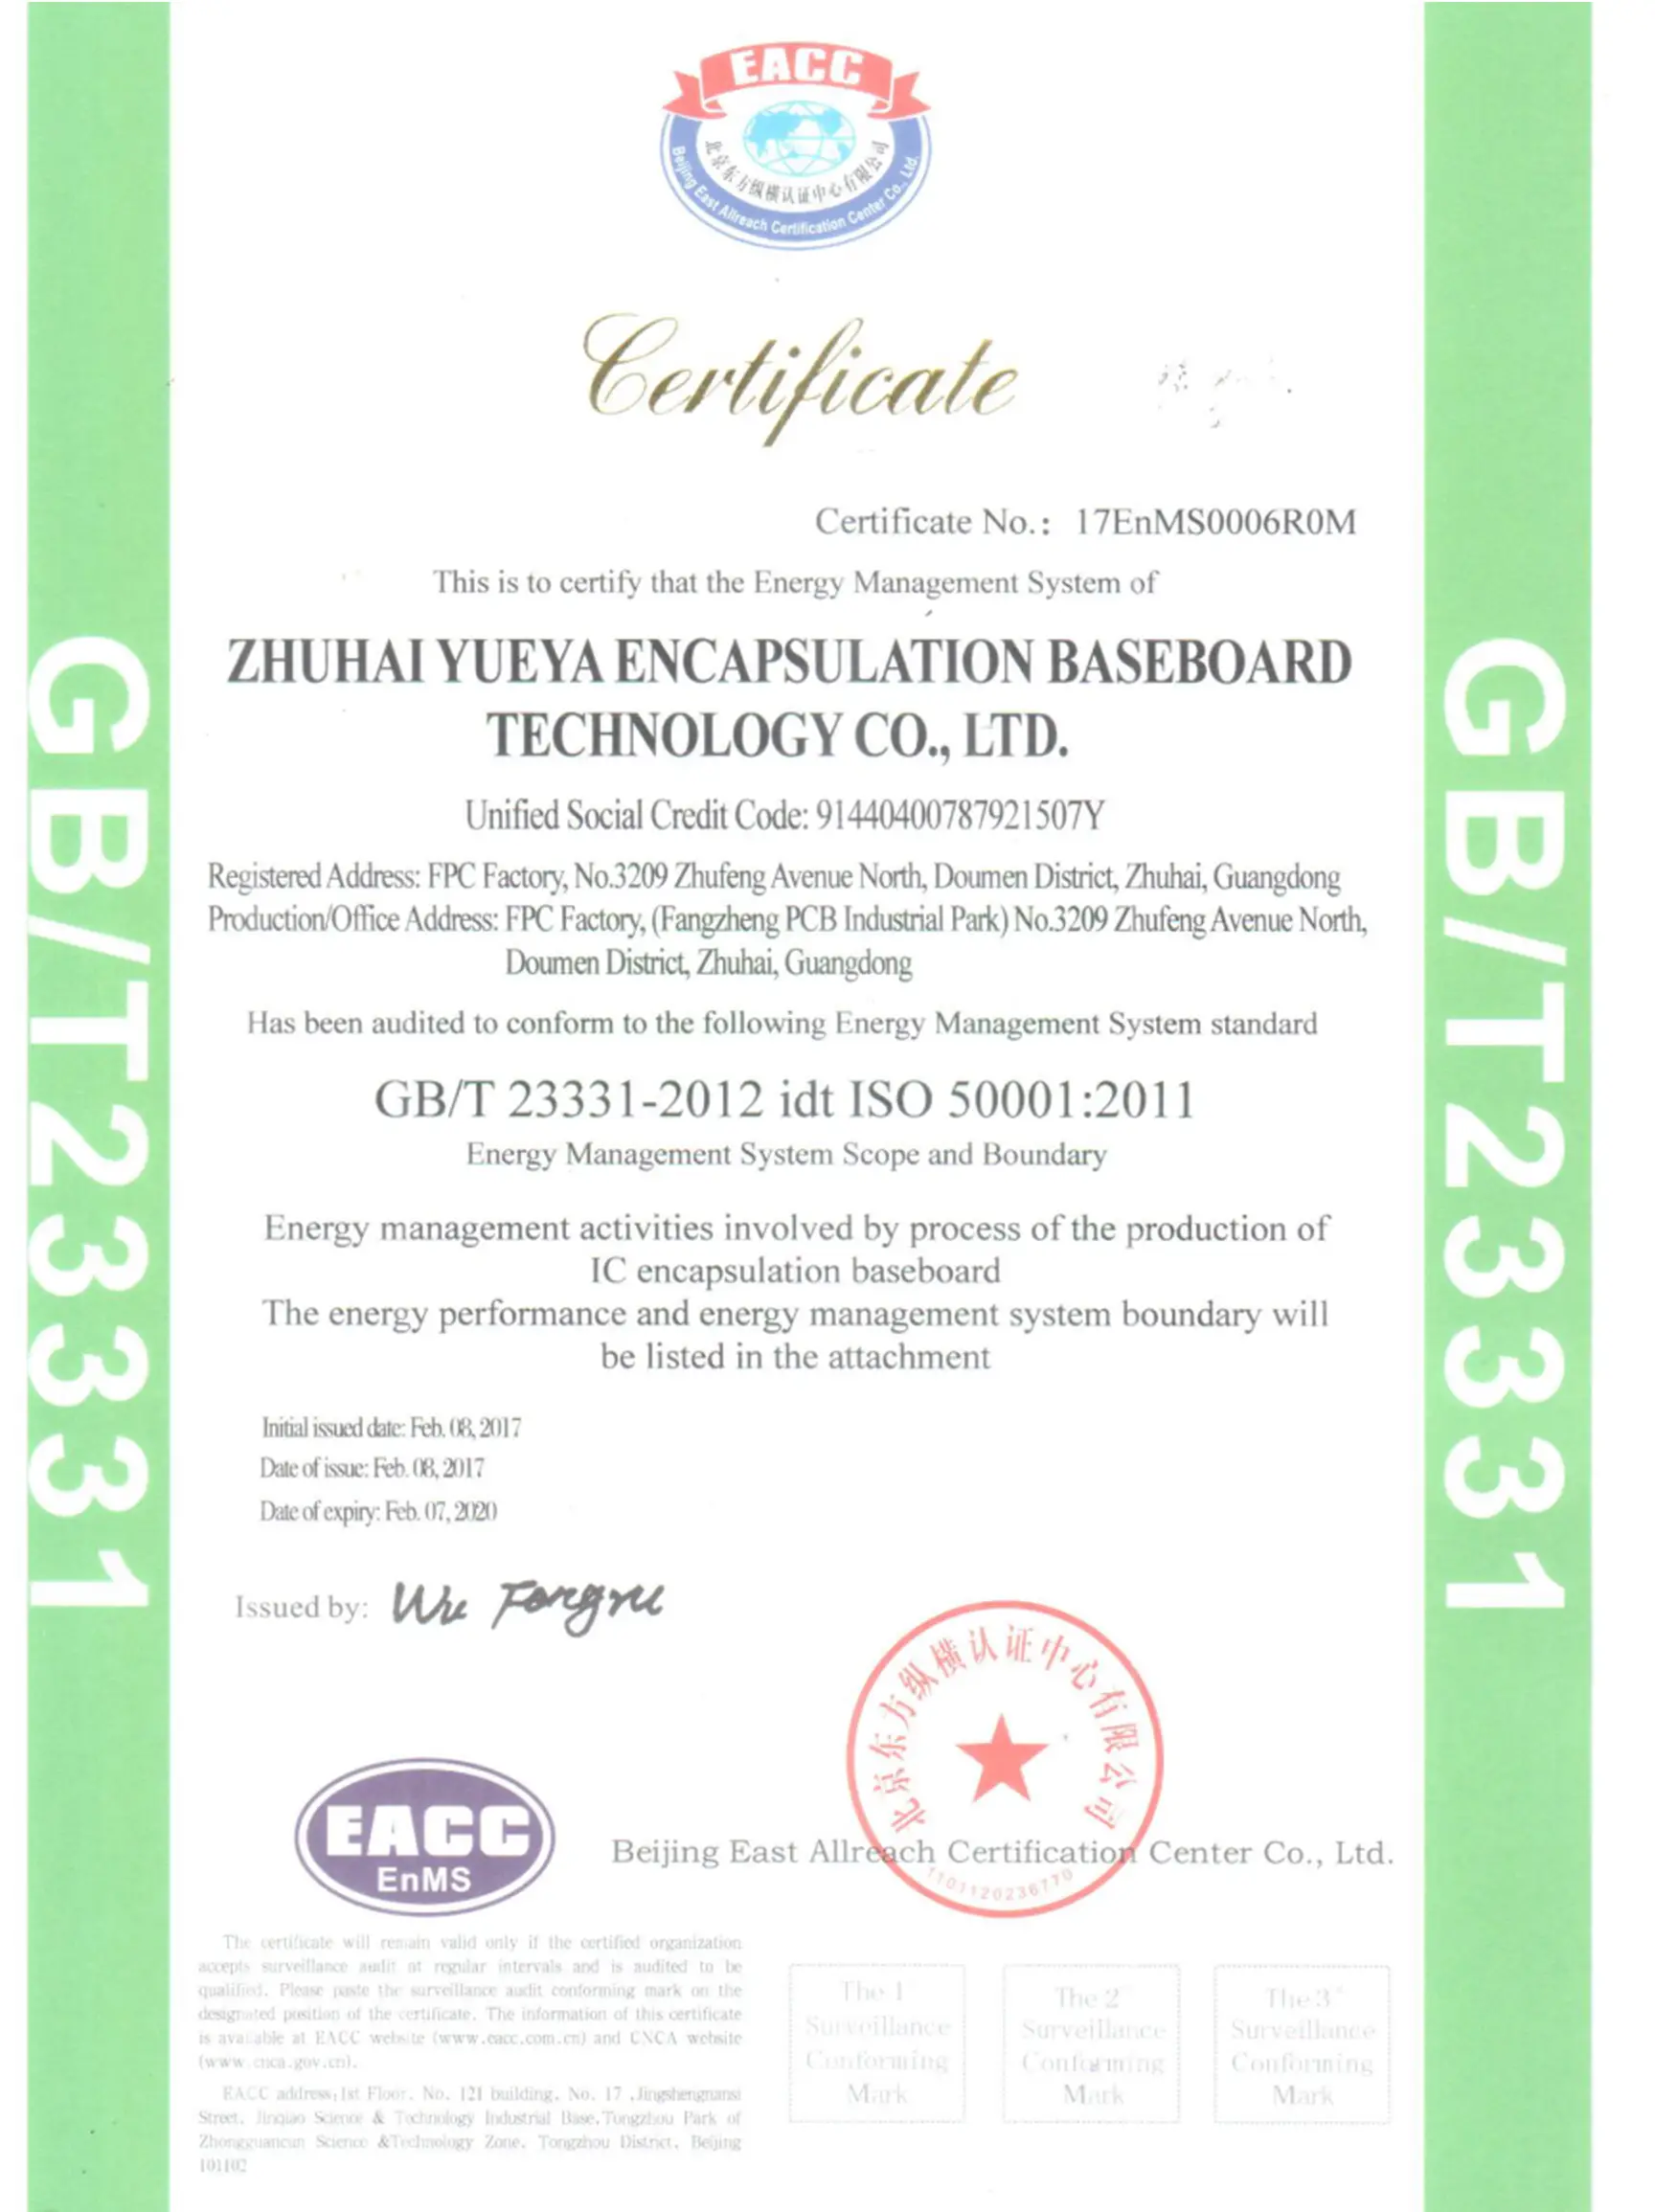 EACC
北京东方纵横认证中心有限公司
Beijing East Allreach Certification Center Co., Ltd.
Certificate
Certificate No.: 17EnMS0006R0M
This is to certify that the Energy Management System of
ZHUHAI YUEYA ENCAPSULATION BASEBOARD
TECHNOLOGY CO., LTD.
Unified Social Credit Code: 91440400787921507Y
Registered Address: FPC Factory, No.3209 Zhufeng Avenue North, Doumen District, Zhuhai, Guangdong
Production/Office Address: FPC Factory, (Fangzheng PCB Industrial Park) No.3209 Zhufeng Avenue North,
Doumen District, Zhuhai, Guangdong
Has been audited to conform to the following Energy Management System standard
GB/T 23331-2012 idt ISO 50001:2011
Energy Management System Scope and Boundary
Energy management activities involved by process of the production of
IC encapsulation baseboard
The energy performance and energy management system boundary will
be listed in the attachment
Initial issued date: Feb. 08, 2017
Date of issue: Feb. 08, 2017
Date of expiry: Feb. 07, 2020
Issued by: Wu
北京东方纵横认证中心有限公司
EACC
EnMS
Beijing East Allreach Certification Center Co., Ltd.
1101120236770
The certificate will remain valid only if the certified organization
accepts surveillance audit at regular intervals and is audited to be
qualified. Please paste the surveillance audit conforming mark on the
designated position of the certificate. The information of this certificate
is available at EACC website (www.eacc.com.cn) and CNCA website
(www.cnca.gov.cn).
EACC address:1st Floor, No. 121 building, No. 17 ,Jingshengnansi
Street, Jinqiao Science & Technology Industrial Base,Tongzhou Park of
Zhongguancun Science &Technology Zone, Tongzhou District, Beijing
101102
The 1
Surveillance
Conforming
Mark
The 2
Surveillance
Conforming
Mark
The 3
Surveillance
Conforming
Mark
GB/T23331
GB/T23331